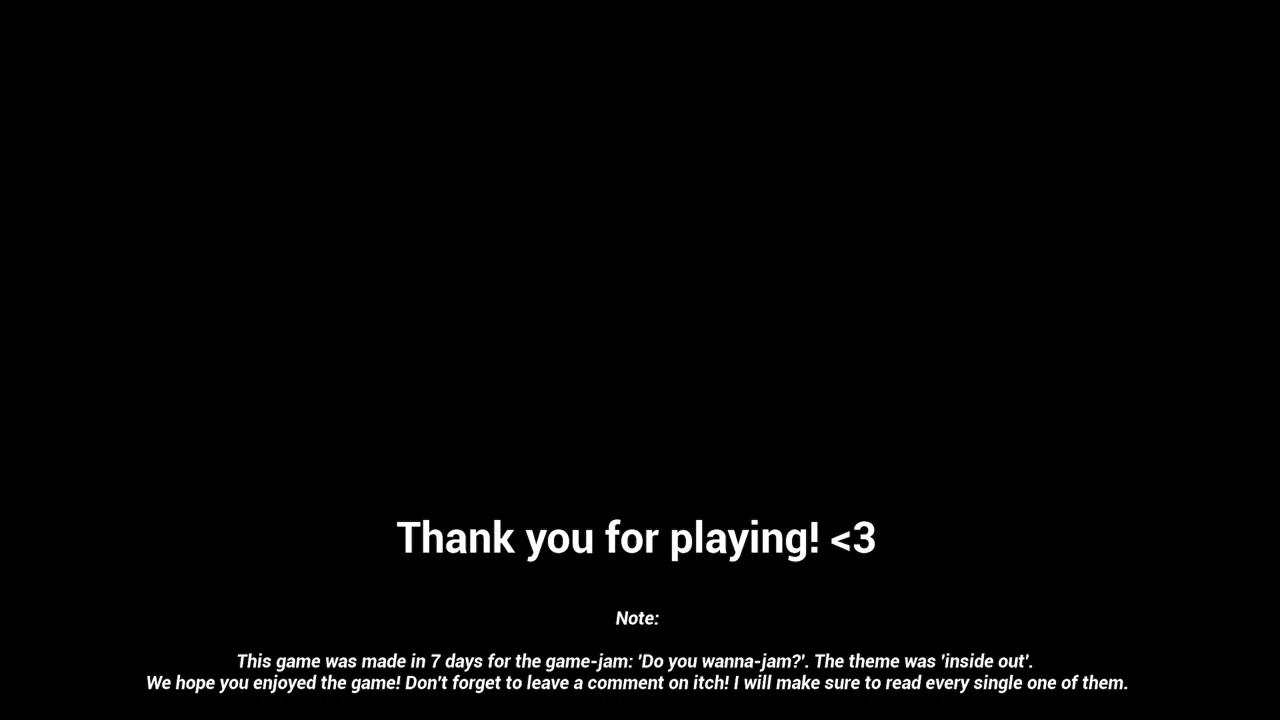 Thank you for playing! <3
Note:
This game was made in 7 days for the game-jam: 'Do you wanna-jam?'. The theme was 'inside out'.
We hope you enjoyed the game! Don't forget to leave a comment on itch! I will make sure to read every single one of them.